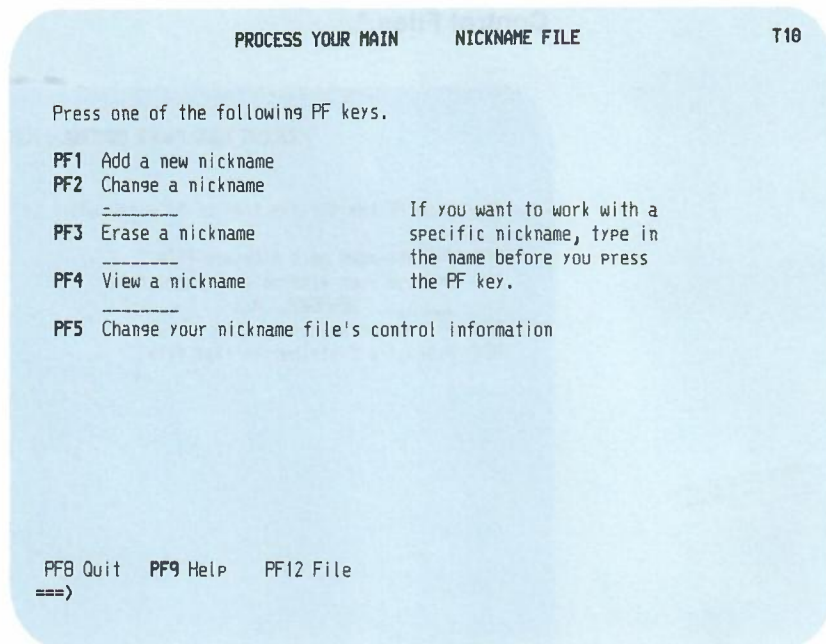 PROCESS YOUR MAIN NICKNAME FILE T10
Press one of the following PF keys.
PF1 Add a new nickname
PF2 Change a nickname
If you want to work with a
PF3 Erase a nickname specific nickname, type in
the name before you press
PF4 View a nickname the PF key.
PF5 Change your nickname file's control information
PF8 Quit PF9 Help PF12 File
===)